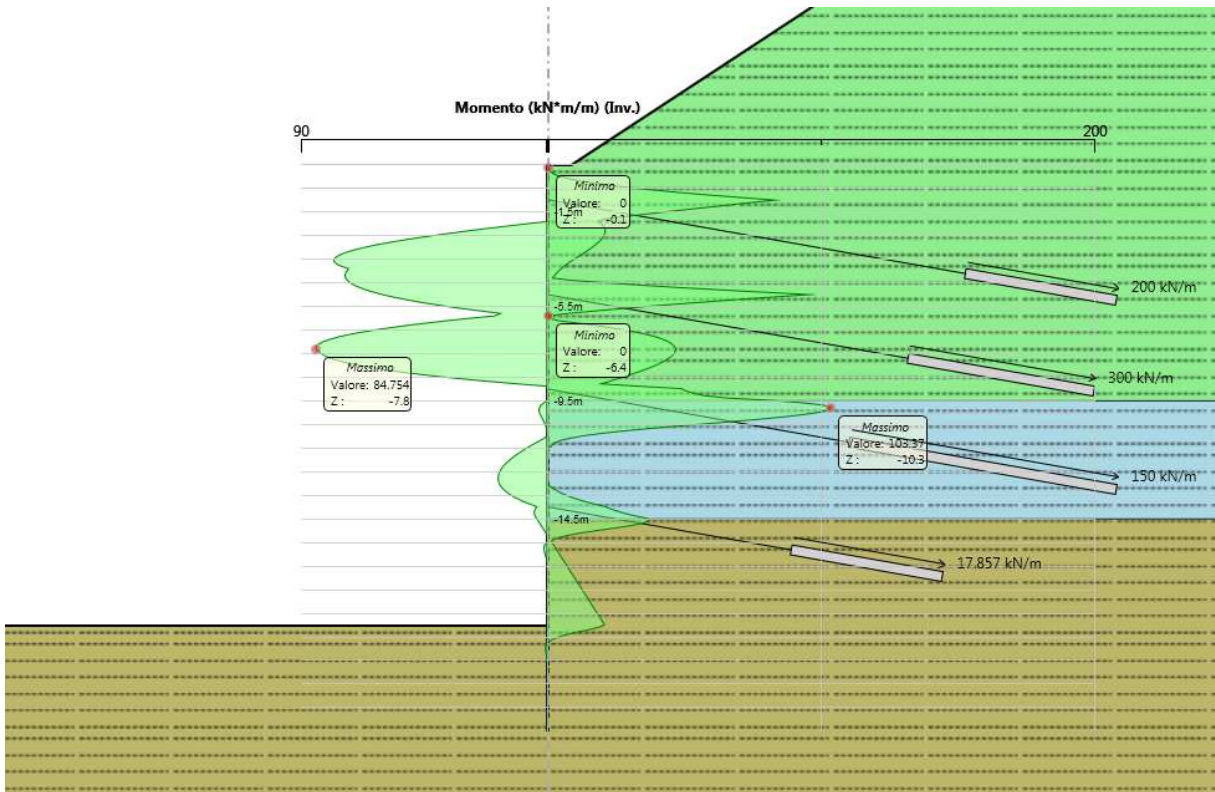 Momento (kN*m/m) (Inv.)
90
200
Minimo
Valore: 0
Z : -0.1
-1.5m
200 kN/m
-5.5m
Minimo
Valore: 0
Z : -6.4
Massimo
Valore: 84.754
Z : -7.8
300 kN/m
-9.5m
Massimo
Valore: 103.37
Z : -10.3
150 kN/m
-14.5m
17.857 kN/m